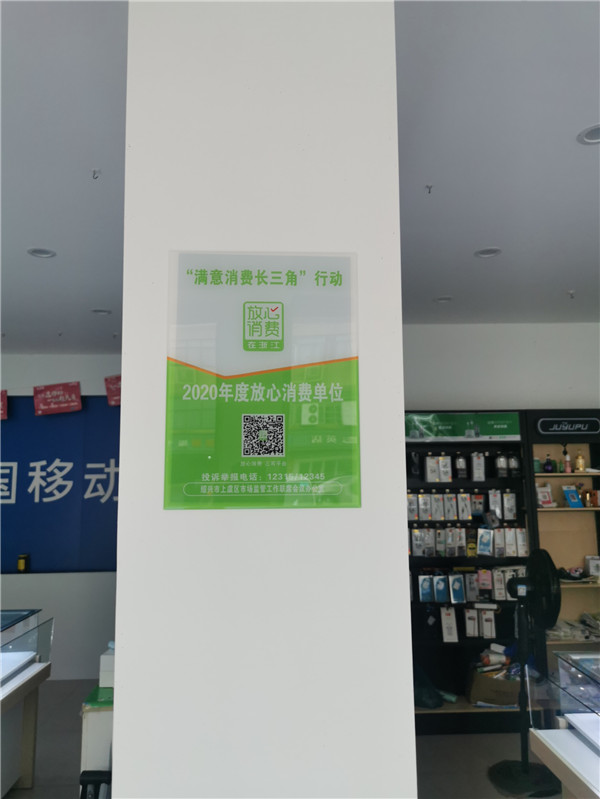 “满意消费长三角”行动
放心
消费
在浙江
2020年度放心消费单位
投诉举报电话：12315/12345
国移动
JUYUPU